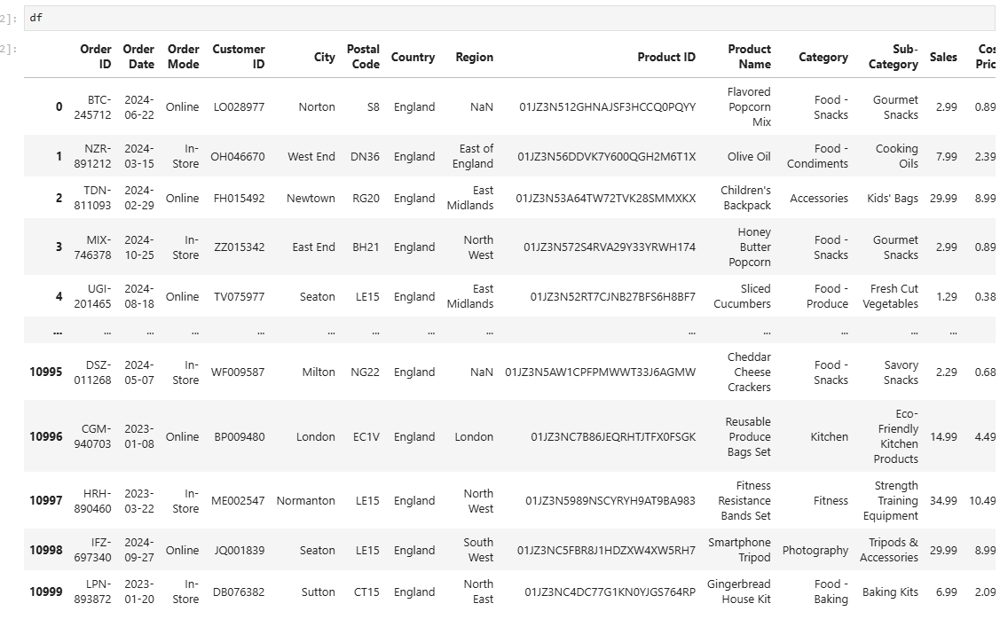 2]: df
2]:
Order ID Order Date Order Mode Customer ID City Postal Code Country Region Product ID Product Name Category Sub-Category Sales Cos Pric
0 BTC-245712 2024-06-22 Online LO028977 Norton S8 England NaN 01JZ3N512GHNAJSF3HCCQ0PQYY Flavored Popcorn Mix Food - Snacks Gourmet Snacks 2.99 0.89
1 NZR-891212 2024-03-15 In-Store OH046670 West End DN36 England East of England 01JZ3N56DDVK7Y600QGH2M6T1X Olive Oil Food - Condiments Cooking Oils 7.99 2.39
2 TDN-811093 2024-02-29 Online FH015492 Newtown RG20 England East Midlands 01JZ3N53A64TW72TVK28SMMXKX Children's Backpack Accessories Kids' Bags 29.99 8.99
3 MIX-746378 2024-10-25 In-Store ZZ015342 East End BH21 England North West 01JZ3N572S4RVA29Y33YRWH174 Honey Butter Popcorn Food - Snacks Gourmet Snacks 2.99 0.89
4 UGI-201465 2024-08-18 Online TV075977 Seaton LE15 England East Midlands 01JZ3N52RT7CJNB27BFS6H8BF7 Sliced Cucumbers Food - Produce Fresh Cut Vegetables 1.29 0.38
... ... ... ... ... ... ... ... ... ... ... ... ... ...
10995 DSZ-011268 2024-05-07 In-Store WF009587 Milton NG22 England NaN 01JZ3N5AW1CPFPMWWT33J6AGMW Cheddar Cheese Crackers Food - Snacks Savory Snacks 2.29 0.68
10996 CGM-940703 2023-01-08 Online BP009480 London EC1V England London 01JZ3NC7B86JEQRHTJTFX0FSGK Reusable Produce Bags Set Kitchen Eco-Friendly Kitchen Products 14.99 4.49
10997 HRH-890460 2023-03-22 In-Store ME002547 Normanton LE15 England North West 01JZ3N5989NSCYRYH9AT9BA983 Fitness Resistance Bands Set Fitness Strength Training Equipment 34.99 10.49
10998 IFZ-697340 2024-09-27 Online JQ001839 Seaton LE15 England South West 01JZ3NC5FBR8J1HDZXW4XW5RH7 Smartphone Tripod Photography Tripods & Accessories 29.99 8.99
10999 LPN-893872 2023-01-20 In-Store DB076382 Sutton CT15 England North East 01JZ3NC4DC77G1KN0YJGS764RP Gingerbread House Kit Food - Baking Baking Kits 6.99 2.09